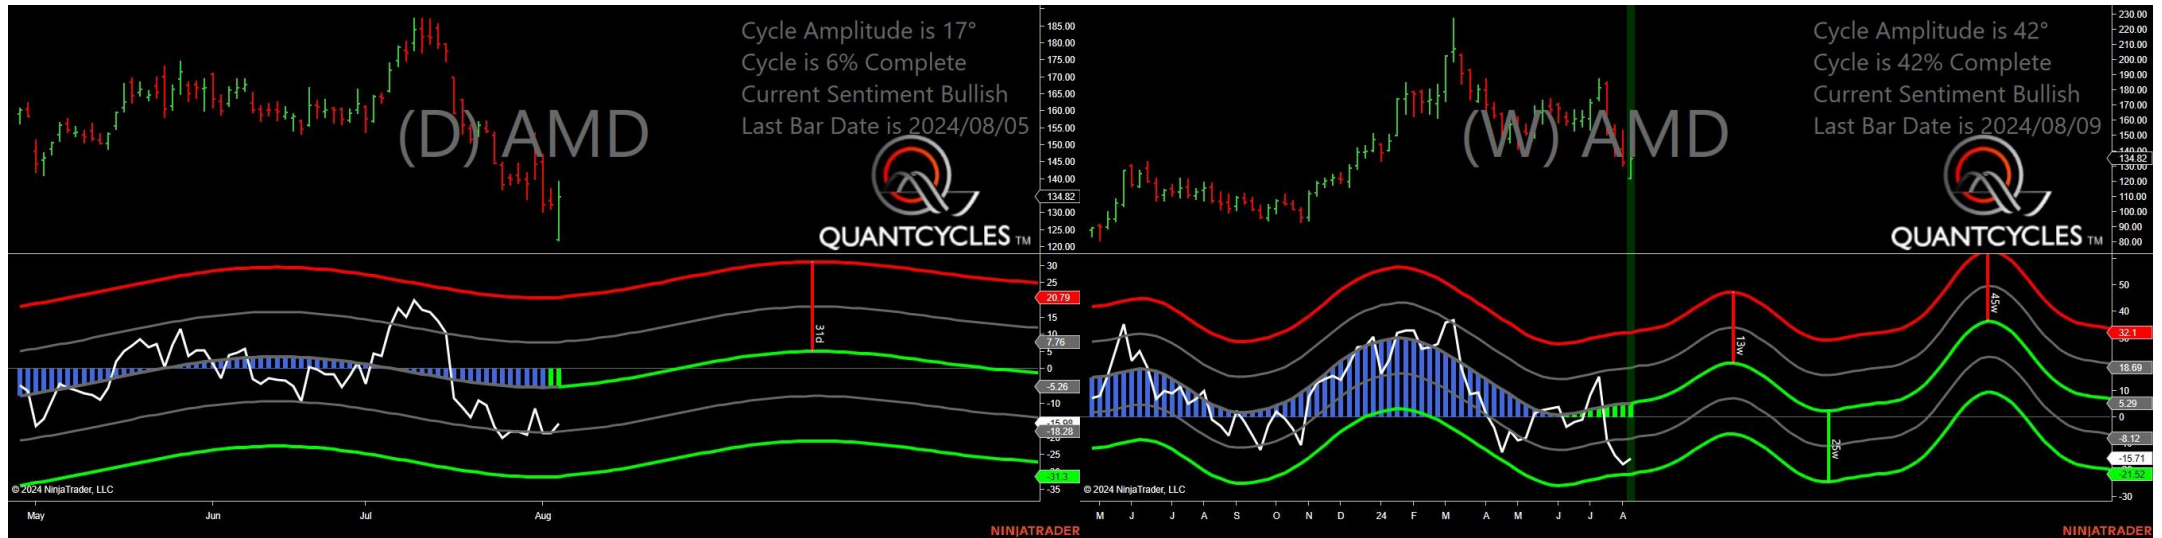 Cycle Amplitude is 17°
Cycle is 6% Complete
Current Sentiment Bullish
Last Bar Date is 2024/08/05
(D) AMD
QUANTCYCLES TM
185.00
180.00
175.00
170.00
165.00
160.00
155.00
150.00
145.00
140.00
134.82
130.00
125.00
120.00
30
25
20.79
15
10
7.76
5
0
-5.26
-10
-15.98
-18.28
-25
-31.3
-35
31d
© 2024 NinjaTrader, LLC
May
Jun
Jul
Aug
NINJATRADER
Cycle Amplitude is 42°
Cycle is 42% Complete
Current Sentiment Bullish
Last Bar Date is 2024/08/09
(W) AMD
QUANTCYCLES TM
230.00
220.00
210.00
200.00
190.00
180.00
170.00
160.00
150.00
140.00
134.82
120.00
110.00
100.00
90.00
80.00
50
40
32.1
18.69
10
5.29
0
-8.12
-15.71
-21.52
-30
13w
25w
45w
© 2024 NinjaTrader, LLC
M J J A S O N D 24 F M A M J J A
NINJATRADER